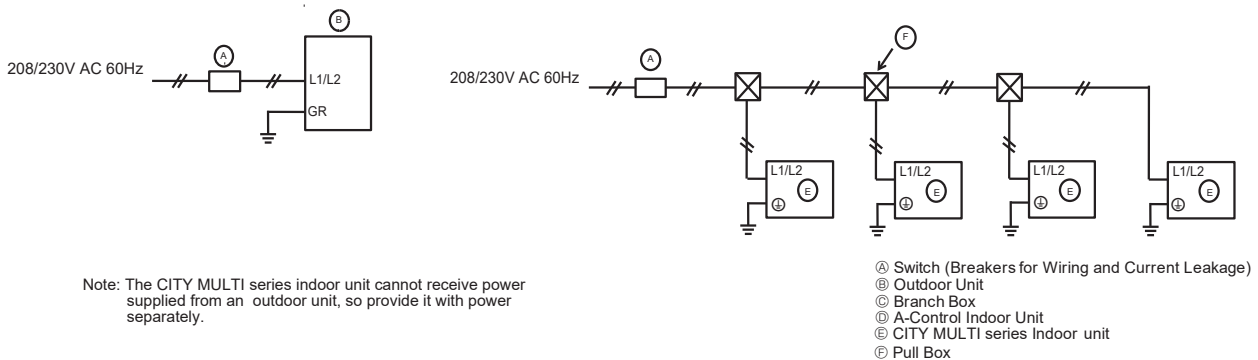 Ⓑ
208/230V AC 60Hz
Ⓐ
L1/L2
GR
Ⓕ
Ⓐ
208/230V AC 60Hz
L1/L2
Ⓔ
L1/L2
Ⓔ
L1/L2
Ⓔ
L1/L2
Ⓔ
Note: The CITY MULTI series indoor unit cannot receive power
supplied from an outdoor unit, so provide it with power
separately.
Ⓐ Switch (Breakers for Wiring and Current Leakage)
Ⓑ Outdoor Unit
Ⓒ Branch Box
Ⓓ A-Control Indoor Unit
Ⓔ CITY MULTI series Indoor unit
Ⓕ Pull Box